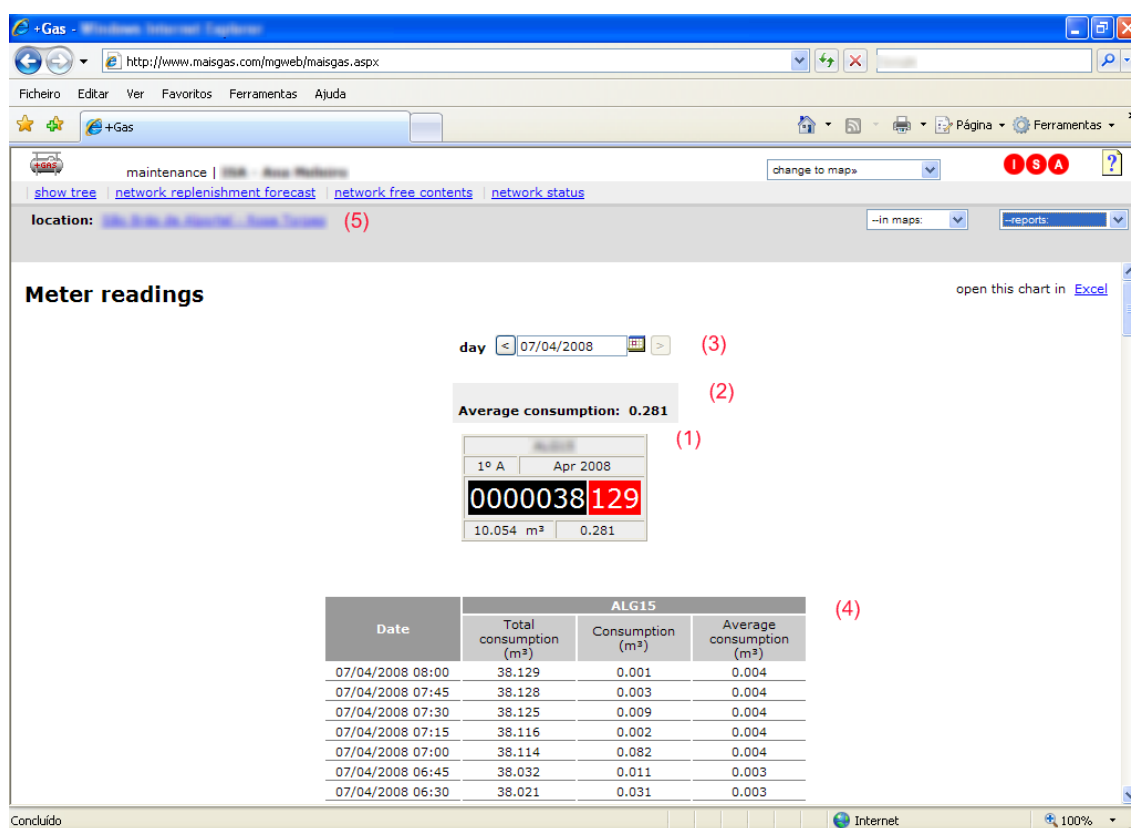 +Gas -
http://www.maisgas.com/mgweb/maisgas.aspx
Ficheiro Editar Ver Favoritos Ferramentas Ajuda
+Gas Página Ferramentas
+GAS maintenance | change to map» ISA ?
show tree | network replenishment forecast | network free contents | network status
location: (5) --in maps: --reports:
Meter readings open this chart in Excel
day < 07/04/2008 > (3)
(2)
Average consumption: 0.281
(1)
1º A Apr 2008
0000038 129
10.054 m³ 0.281
ALG15 (4)
Date Total consumption (m³) Consumption (m³) Average consumption (m³)
07/04/2008 08:00 38.129 0.001 0.004
07/04/2008 07:45 38.128 0.003 0.004
07/04/2008 07:30 38.125 0.009 0.004
07/04/2008 07:15 38.116 0.002 0.004
07/04/2008 07:00 38.114 0.082 0.004
07/04/2008 06:45 38.032 0.011 0.003
07/04/2008 06:30 38.021 0.031 0.003
Concluído Internet 100%